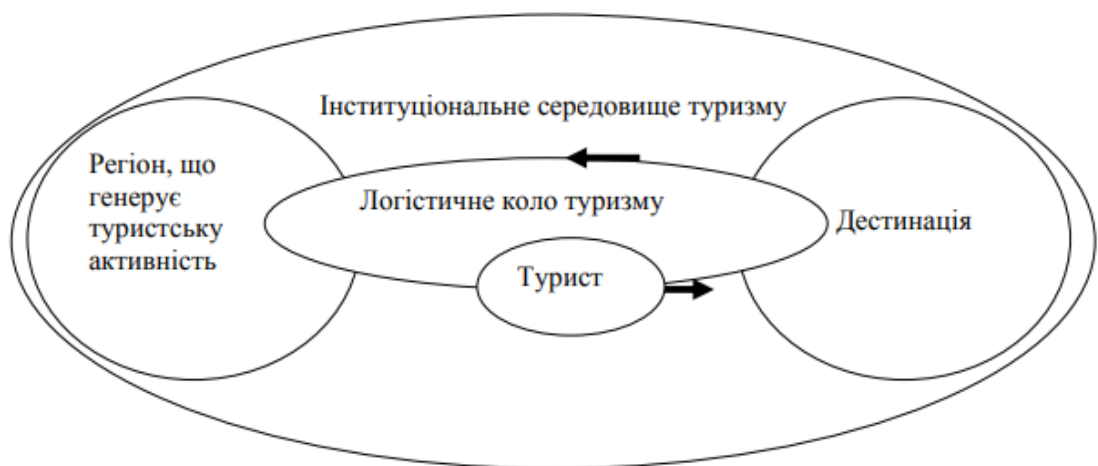 Інституціональне середовище туризму
Регіон, що
генерує
туристську
активність
Логістичне коло туризму
Дестинація
Турист